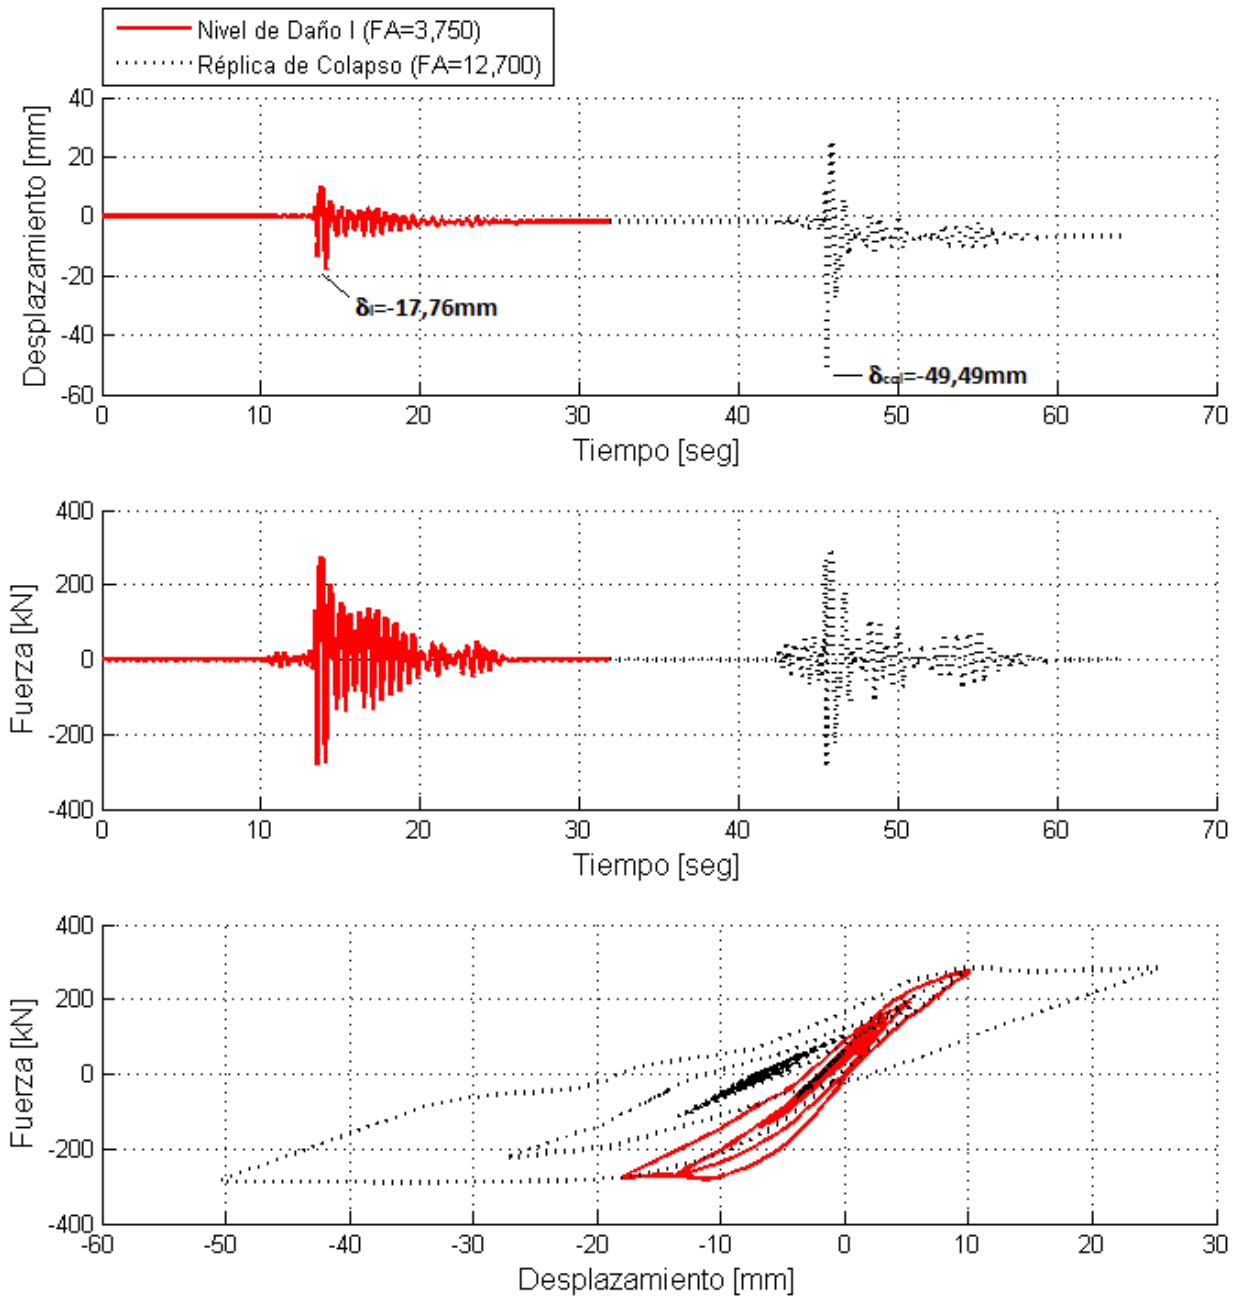 Nivel de Daño I (FA=3,750)
Réplica de Colapso (FA=12,700)
Desplazamiento [mm]
40
20
0
-20
-40
-60
δI=-17,76mm
δcol=-49,49mm
0 10 20 30 40 50 60 70
Tiempo [seg]
Fuerza [kN]
400
200
0
-200
-400
0 10 20 30 40 50 60 70
Tiempo [seg]
Fuerza [kN]
400
200
0
-200
-400
-60 -50 -40 -30 -20 -10 0 10 20 30
Desplazamiento [mm]